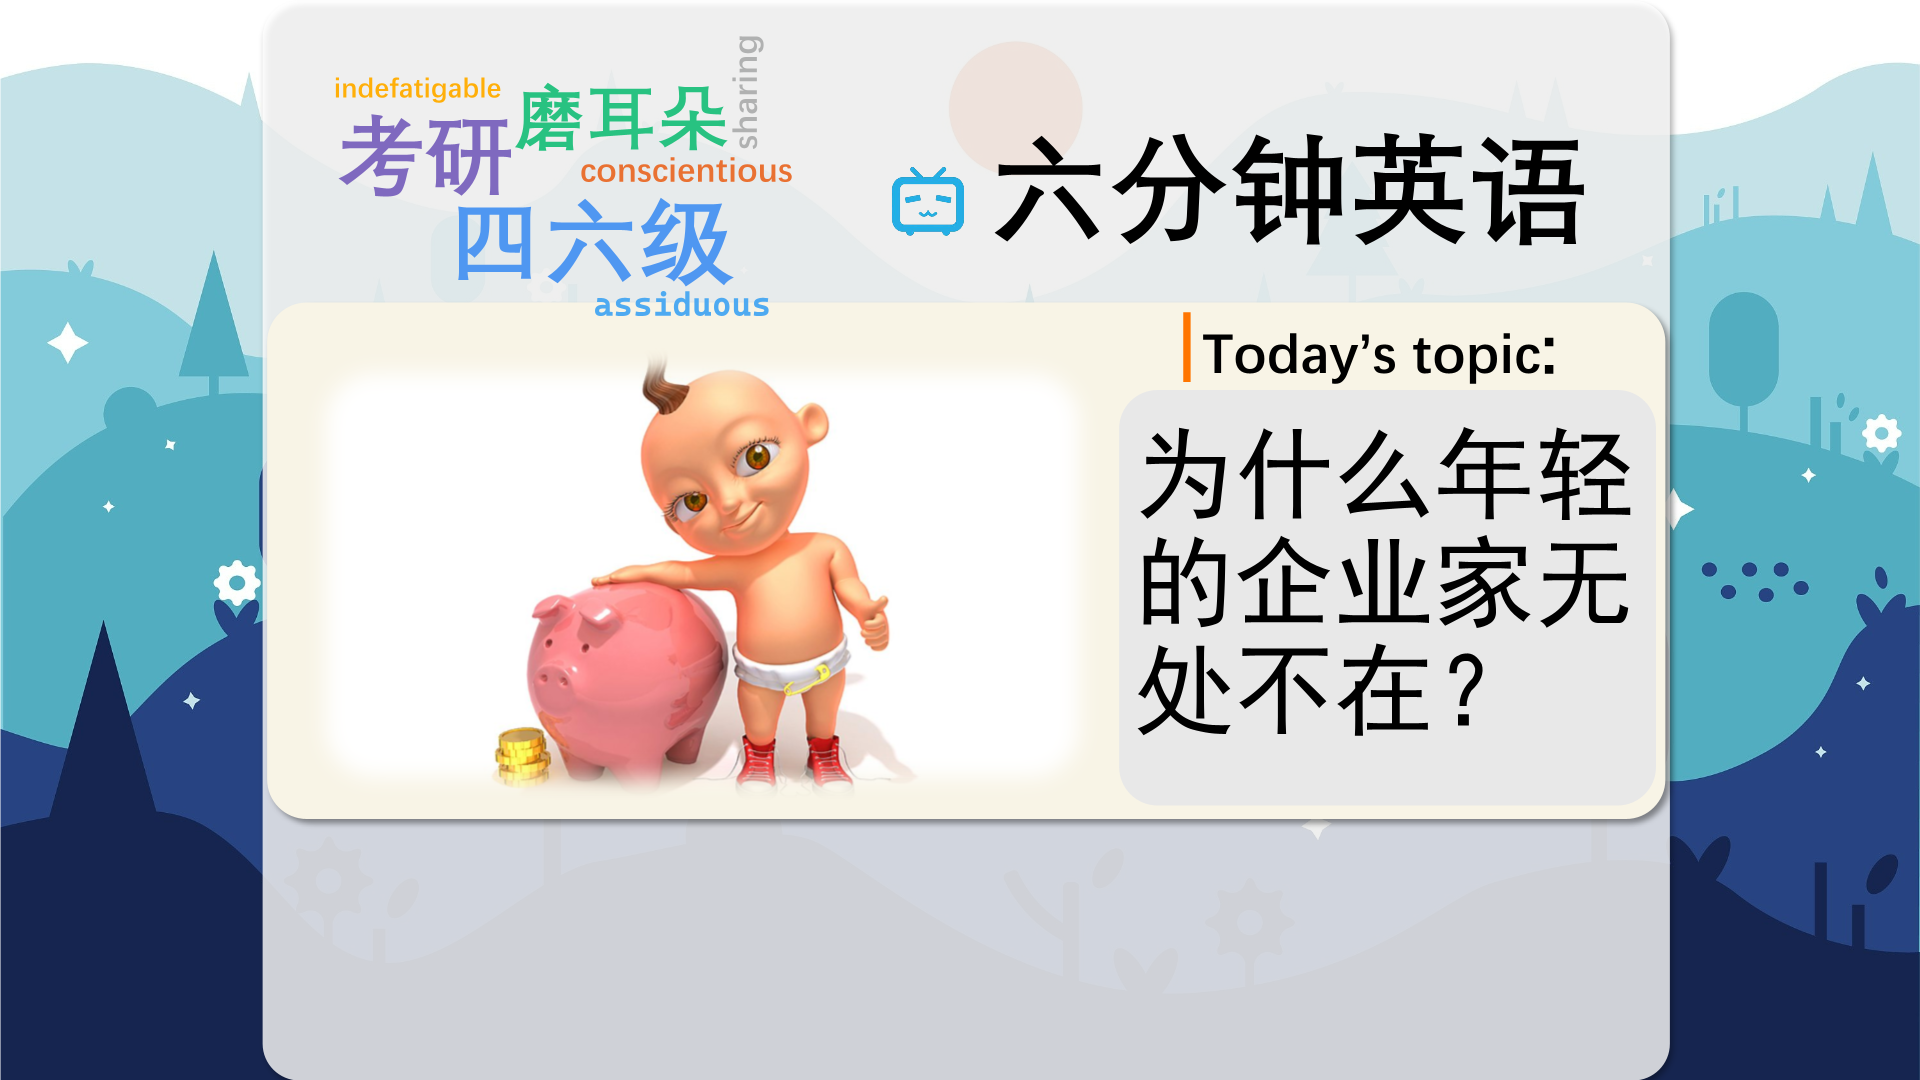 indefatigable
考研
磨耳朵
sharing
conscientious
四六级
assiduous
六分钟英语
Today’s topic:
为什么年轻
的企业家无
处不在？